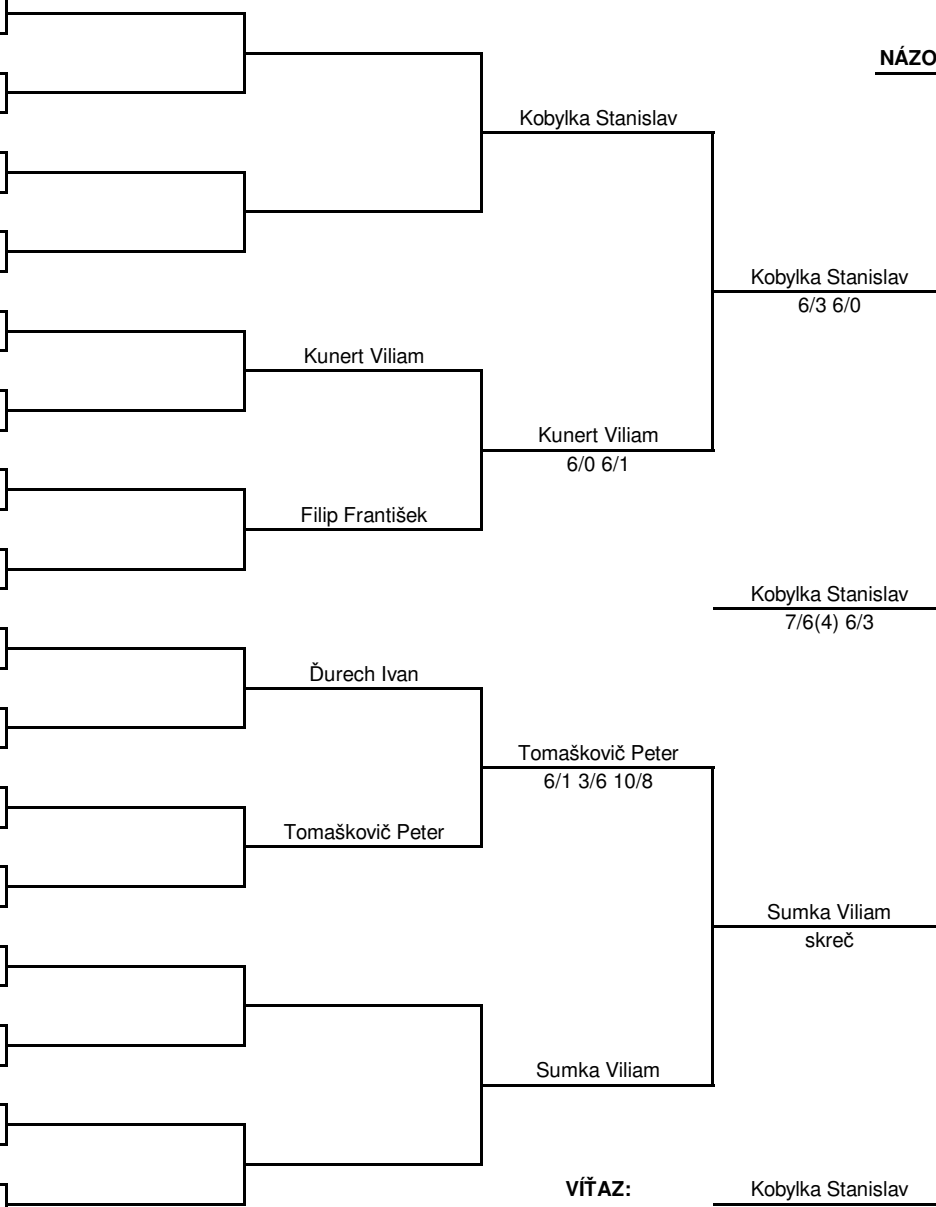 NÁZO
Kobylka Stanislav
Kobylka Stanislav
6/3 6/0
Kunert Viliam
Kunert Viliam
6/0 6/1
Filip František
Kobylka Stanislav
7/6(4) 6/3
Ďurech Ivan
Tomaškovič Peter
6/1 3/6 10/8
Tomaškovič Peter
Sumka Viliam
skreč
Sumka Viliam
VÍŤAZ:
Kobylka Stanislav